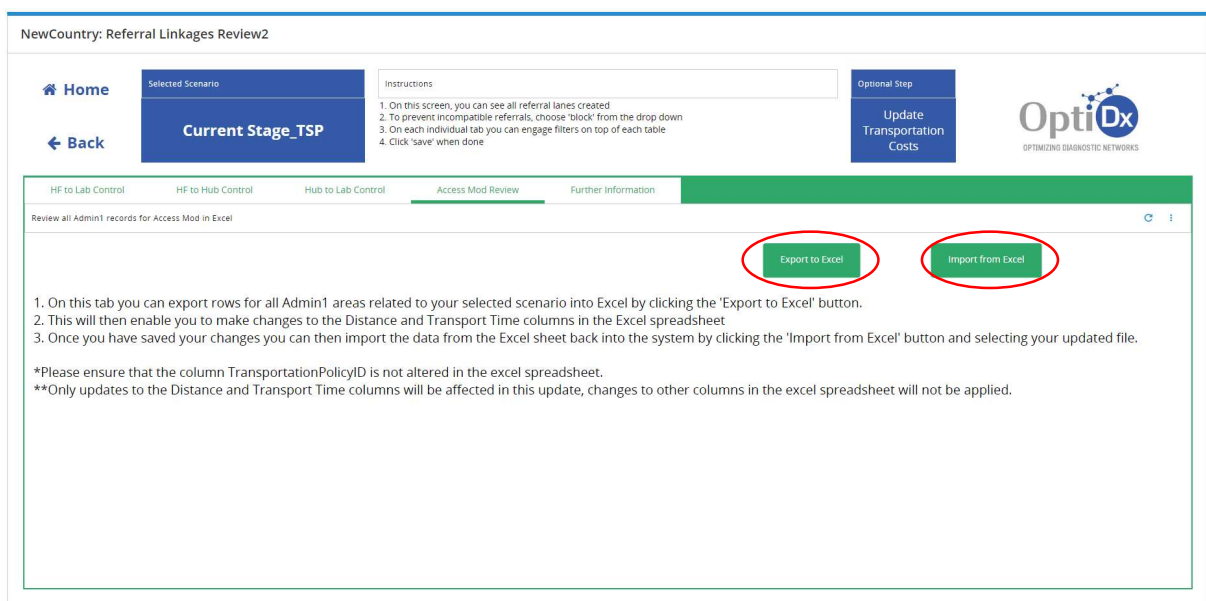 NewCountry: Referral Linkages Review2
Home
Back
Selected Scenario
Current Stage_TSP
Instructions
1. On this screen, you can see all referral lanes created
2. To prevent incompatible referrals, choose 'block' from the drop down
3. On each individual tab you can engage filters on top of each table
4. Click 'save' when done
Optional Step
Update
Transportation
Costs
OptiDx
OPTIMIZING DIAGNOSTIC NETWORKS
HF to Lab Control
HF to Hub Control
Hub to Lab Control
Access Mod Review
Further Information
Review all Admin1 records for Access Mod in Excel
Export to Excel
Import from Excel
1. On this tab you can export rows for all Admin1 areas related to your selected scenario into Excel by clicking the 'Export to Excel' button.
2. This will then enable you to make changes to the Distance and Transport Time columns in the Excel spreadsheet
3. Once you have saved your changes you can then import the data from the Excel sheet back into the system by clicking the 'Import from Excel' button and selecting your updated file.
*Please ensure that the column TransportationPolicyID is not altered in the excel spreadsheet.
**Only updates to the Distance and Transport Time columns will be affected in this update, changes to other columns in the excel spreadsheet will not be applied.